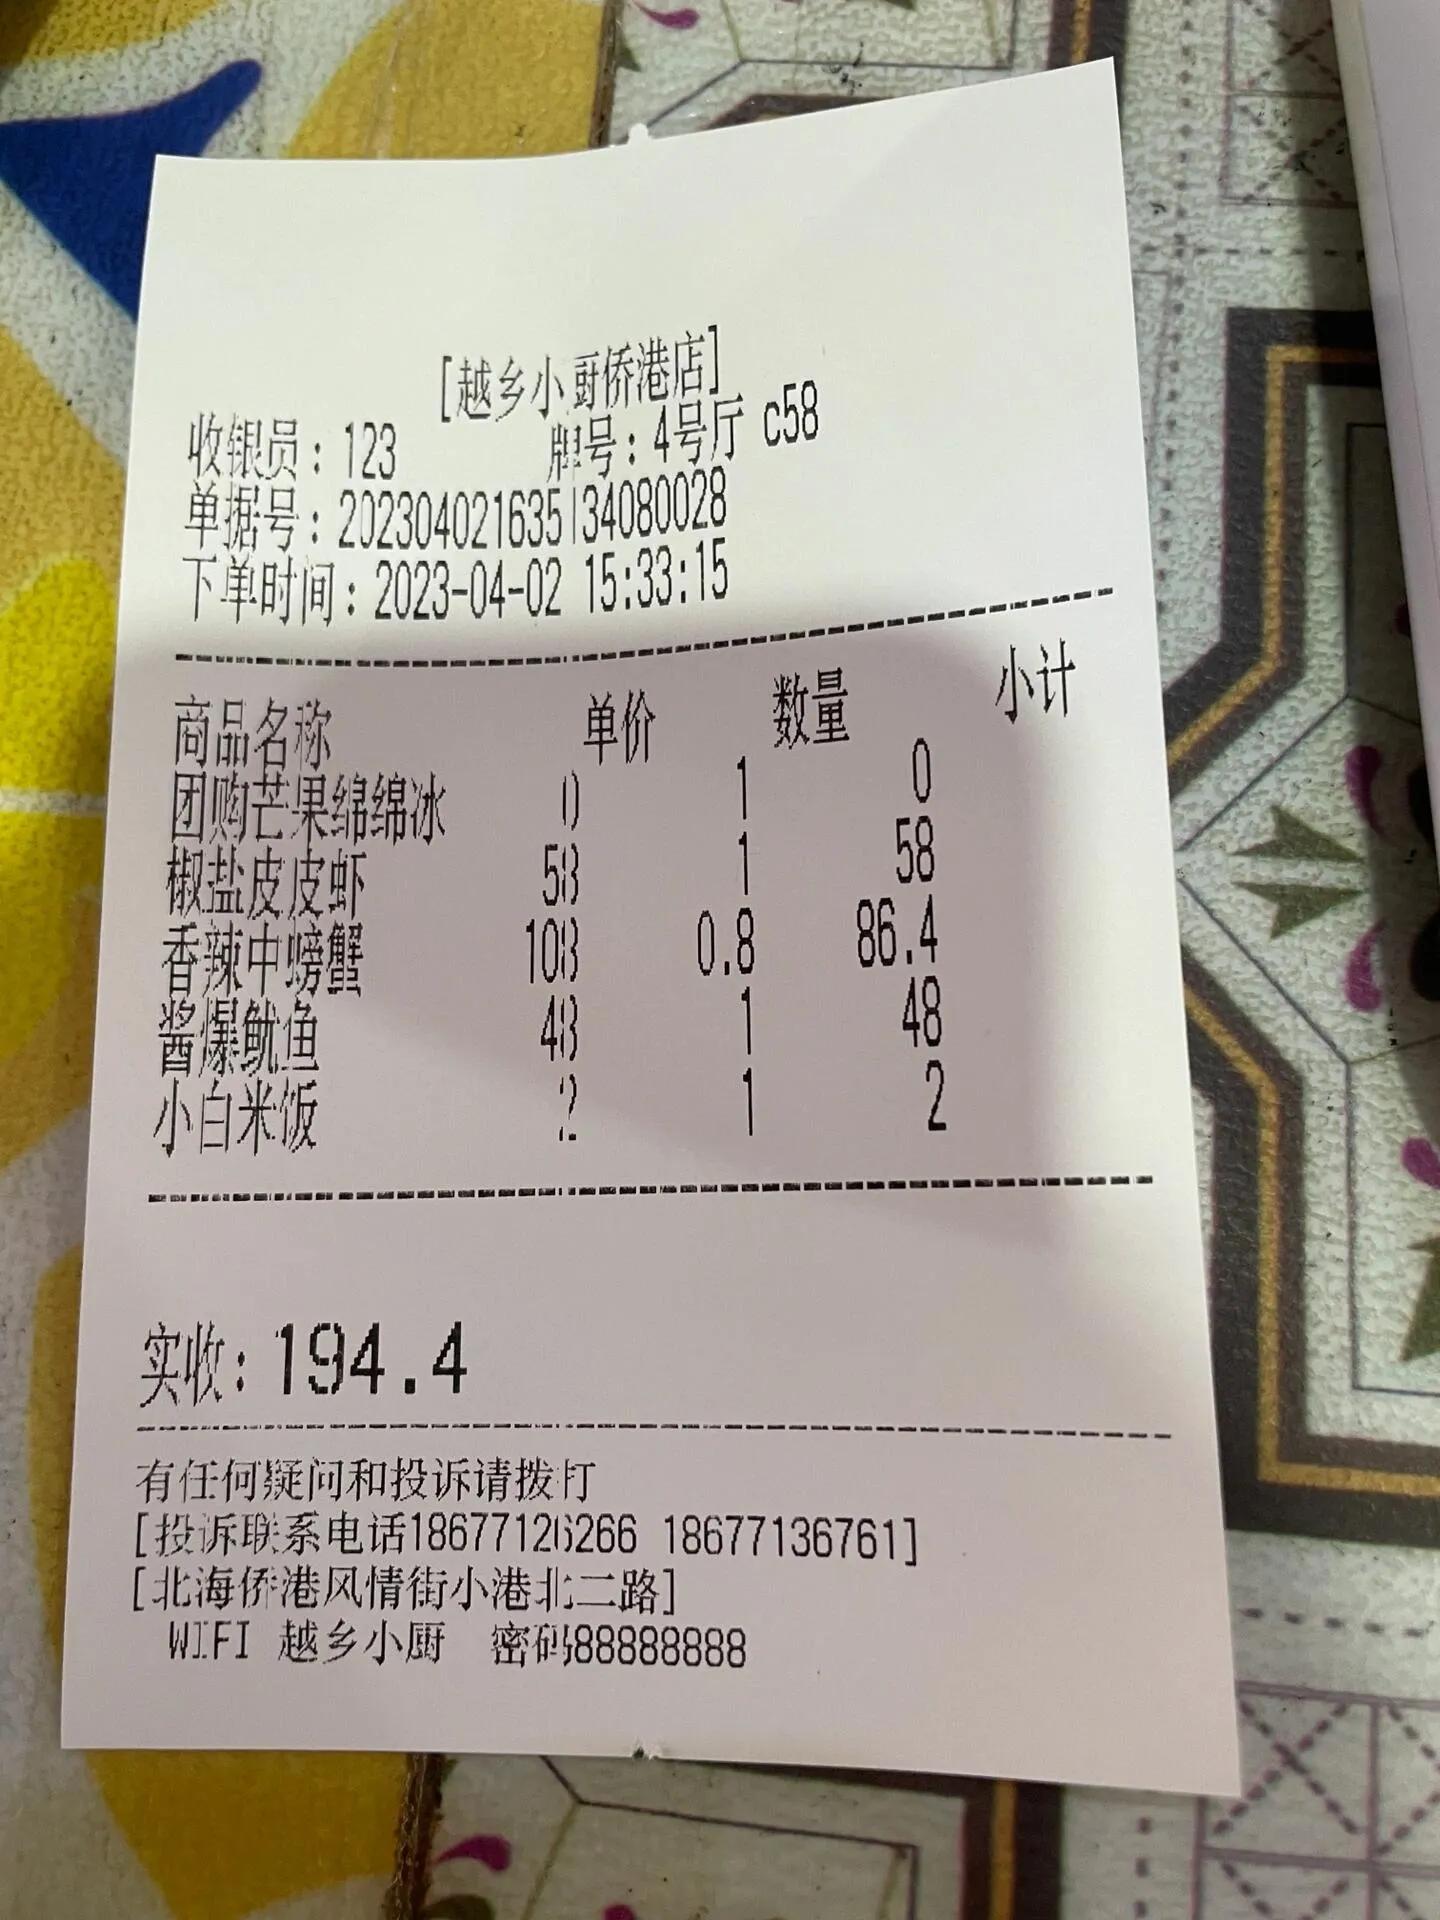 [越乡小厨侨港店]
收银员：123 牌号：4号厅 c58
单据号：20230402163513408​0028
下单时间：2023-04-02 15:33:15
商品名称 单价 数量 小计
团购芒果绵绵冰 0 1 0
椒盐皮皮虾 58 1 58
香辣中螃蟹 108 0.8 86.4
酱爆鱿鱼 48 1 48
小白米饭 2 1 2
实收：194.4
有任何疑问和投诉请拨打
[投诉联系电话18677126266 18677136761]
[北海侨港风情街小港北二路]
WIFI 越乡小厨 密码88888888